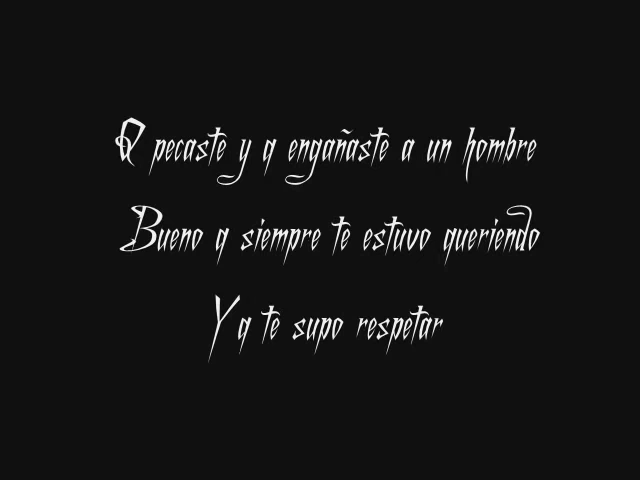 Q pecaste y q engañaste a un hombre
Bueno q siempre te estuvo queriendo
Y q te supo respetar